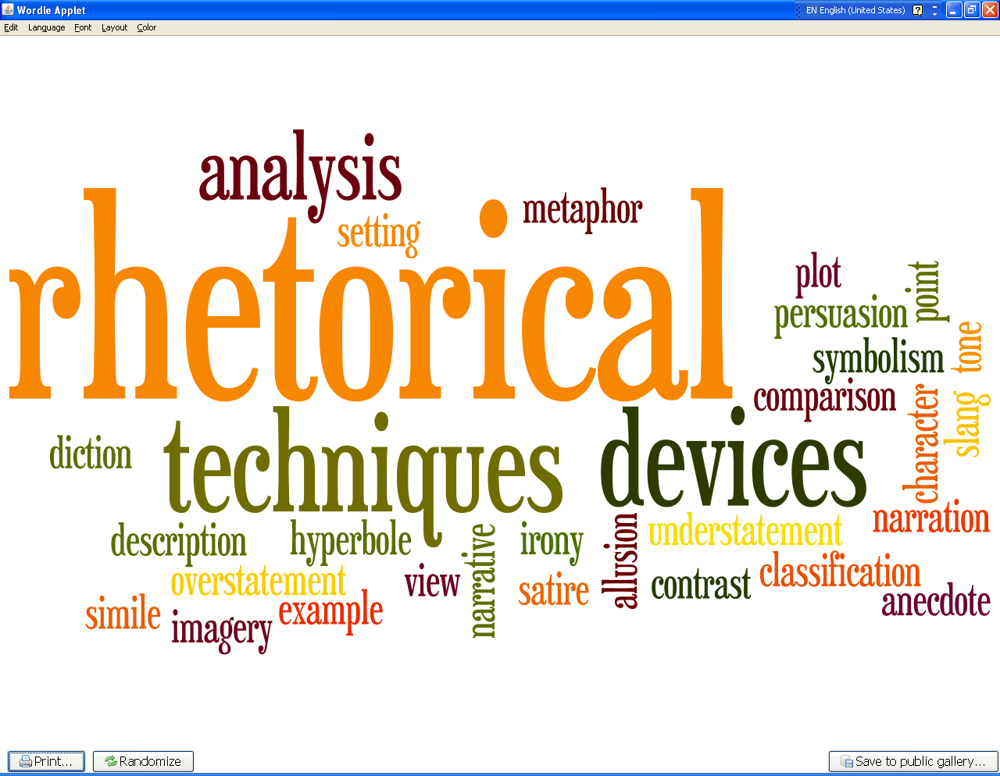 Wordle Applet
EN English (United States)
Edit Language Font Layout Color
analysis
metaphor
setting
rhetorical
plot
point
persuasion
tone
symbolism
comparison
character
slang
techniques
devices
diction
narration
description
hyperbole
narrative
irony
allusion
understatement
overstatement
view
satire
contrast
classification
anecdote
simile
imagery
example
Print...
Randomize
Save to public gallery...